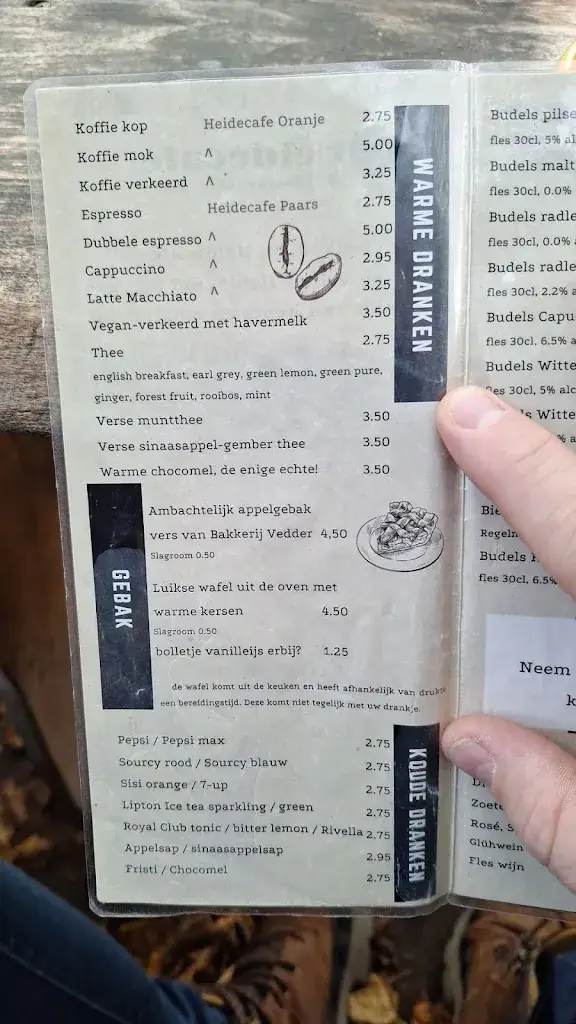 Koffie kop Heidecafe Oranje 2.75
Koffie mok ^ 5.00
Koffie verkeerd ^ 3.25
Espresso Heidecafe Paars 2.75
Dubbele espresso ^ 5.00
Cappuccino ^ 2.95
Latte Macchiato ^ 3.25
Vegan-verkeerd met havermelk 3.50
Thee 2.75
english breakfast, earl grey, green lemon, green pure,
ginger, forest fruit, rooibos, mint
Verse muntthee 3.50
Verse sinaasappel-gember thee 3.50
Warme chocomel, de enige echte! 3.50
WARME DRANKEN
Ambachtelijk appelgebak
vers van Bakkerij Vedder 4,50
Slagroom 0.50
Luikse wafel uit de oven met
warme kersen 4.50
Slagroom 0.50
bolletje vanilleijs erbij? 1.25
de wafel komt uit de keuken en heeft afhankelijk van drukte
een bereidingstijd. Deze komt niet tegelijk met uw drankje.
GEBAK
Pepsi / Pepsi max 2.75
Sourcy rood / Sourcy blauw 2.75
Sisi orange / 7-up 2.75
Lipton Ice tea sparkling / green 2.75
Royal Club tonic / bitter lemon / Rivella 2.75
Appelsap / sinaasappelsap 2.95
Fristi / Chocomel 2.75
KOUDE DRANKEN
Budels pilse
fles 30cl, 5% al
Budels malt
fles 30cl, 0.0%
Budels radle
fles 30cl, 0.0%
Budels radle
fles 30cl, 2.2% a
Budels Capu
fles 30cl, 6.5% a
Budels Witte
fles 30cl, 5% alc
Witte
% a
Bie
Regeln
Budels
fles 30cl, 6.5%
Neem
k
Zoete
Rosé, S
Glühwein
Fles wijn